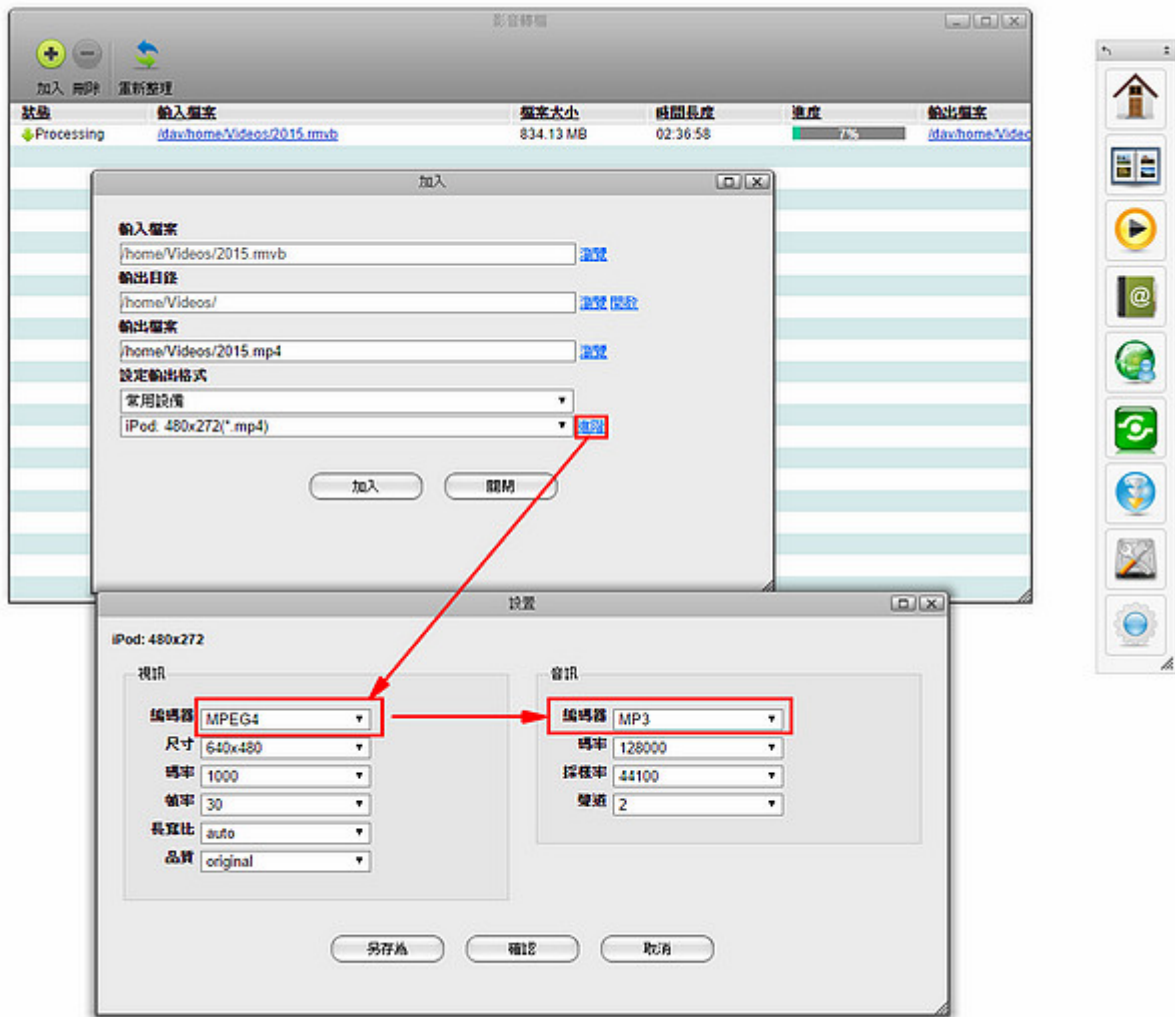 影音轉檔
加入 刪除 重新整理
狀態 輸入檔案 檔案大小 時間長度 進度 輸出檔案
Processing /dav/home/Videos/2015.rmvb 834.13 MB 02:36:58 7% /dav/home/Videc
加入
輸入檔案
/home/Videos/2015.rmvb 瀏覽
輸出目錄
/home/Videos/ 瀏覽 開啟
輸出檔案
/home/Videos/2015.mp4 瀏覽
設定輸出格式
常用設備
iPod: 480x272(*.mp4) 進階
加入 關閉
設置
iPod: 480x272
視訊 音訊
編碼器 MPEG4 編碼器 MP3
尺寸 640x480 碼率 128000
碼率 1000 採樣率 44100
幀率 30 聲道 2
長寬比 auto
品質 original
另存為 確認 取消